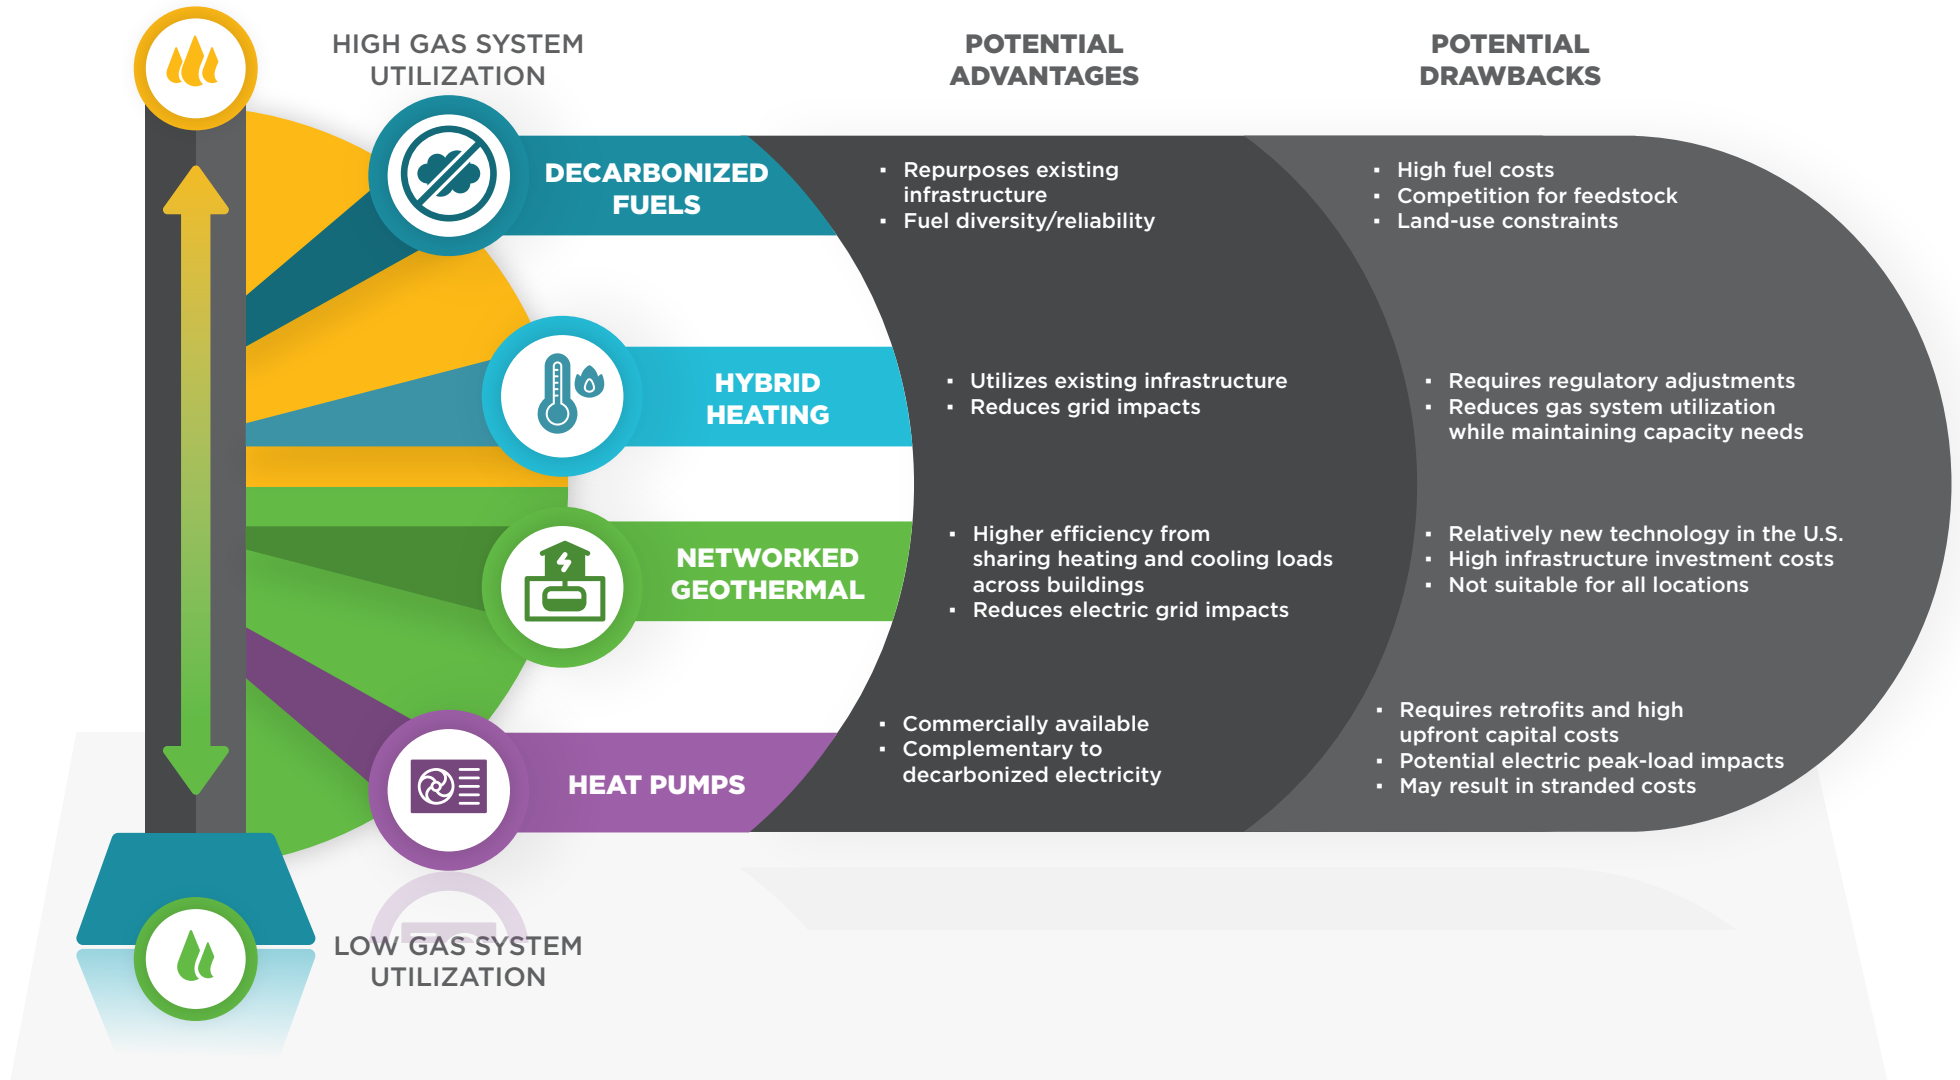 HIGH GAS SYSTEM
UTILIZATION
POTENTIAL
ADVANTAGES
POTENTIAL
DRAWBACKS
DECARBONIZED
FUELS
▪ Repurposes existing
infrastructure
▪ Fuel diversity/reliability
▪ High fuel costs
▪ Competition for feedstock
▪ Land-use constraints
HYBRID
HEATING
▪ Utilizes existing infrastructure
▪ Reduces grid impacts
▪ Requires regulatory adjustments
▪ Reduces gas system utilization
while maintaining capacity needs
NETWORKED
GEOTHERMAL
▪ Higher efficiency from
sharing heating and cooling loads
across buildings
▪ Reduces electric grid impacts
▪ Relatively new technology in the U.S.
▪ High infrastructure investment costs
▪ Not suitable for all locations
HEAT PUMPS
▪ Commercially available
▪ Complementary to
decarbonized electricity
▪ Requires retrofits and high
upfront capital costs
▪ Potential electric peak-load impacts
▪ May result in stranded costs
LOW GAS SYSTEM
UTILIZATION